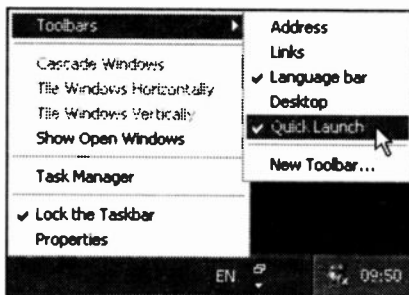 Toolbars
Cascade Windows
Tile Windows Horizontally
Tile Windows Vertically
Show Open Windows
Task Manager
Lock the Taskbar
Properties
Address
Links
Language bar
Desktop
Quick Launch
New Toolbar...
EN
09:50